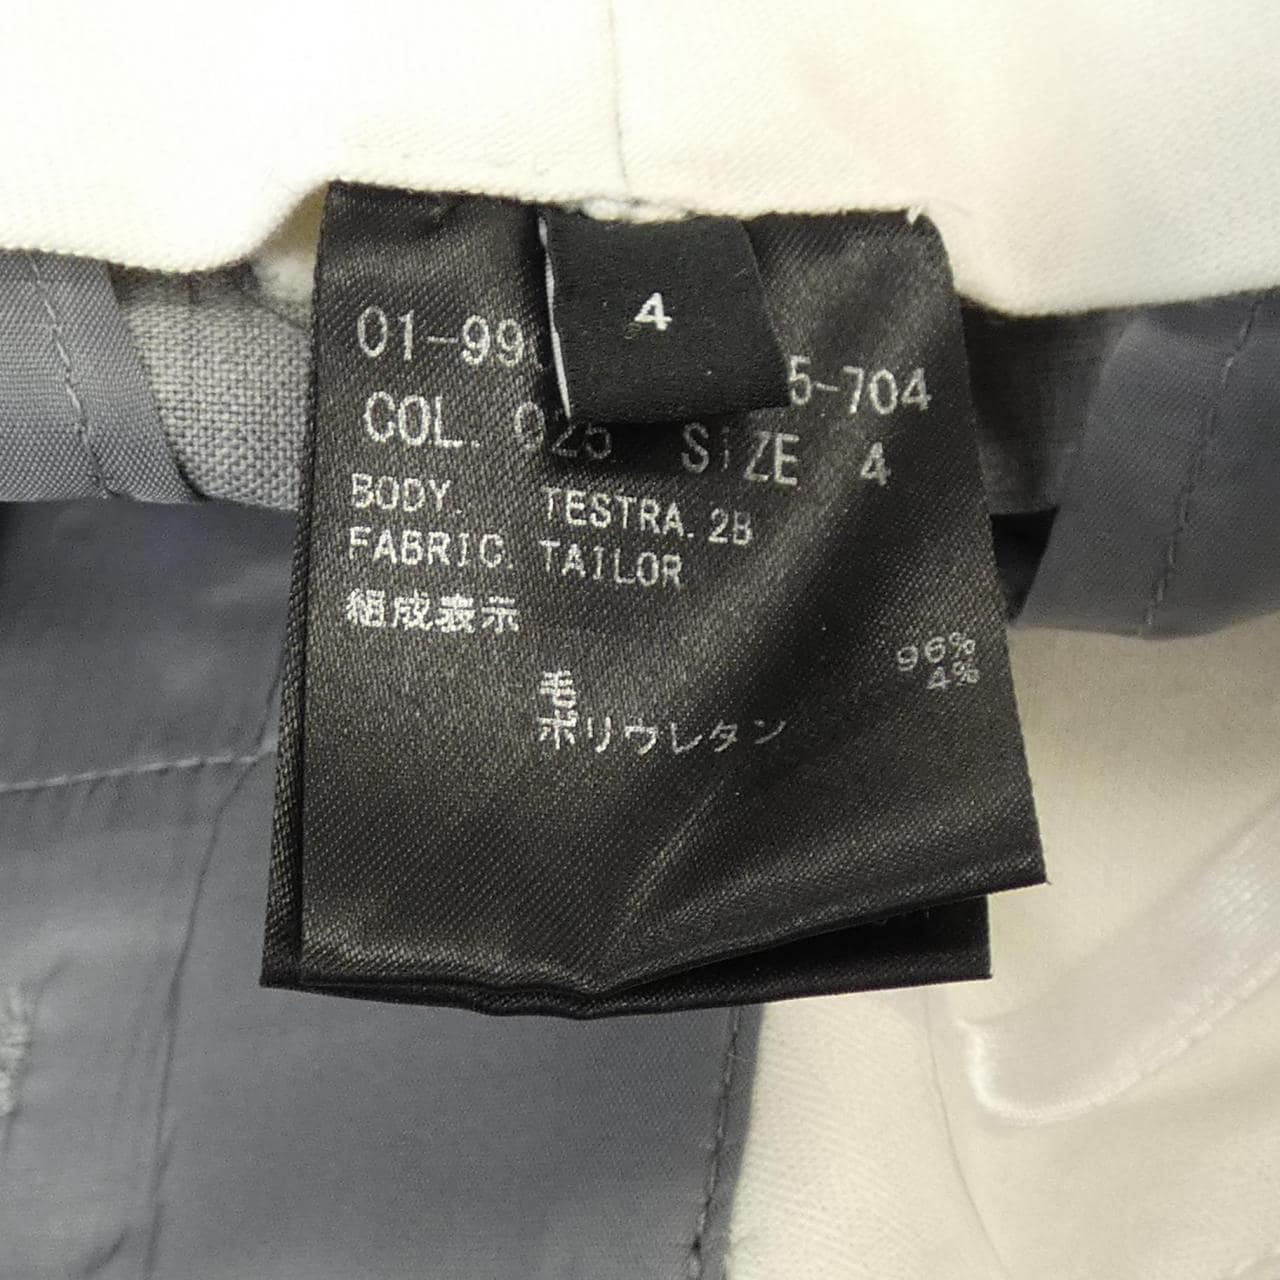 4
01-99 5-704
COL. 025 SiZE 4
BODY. TESTRA.2B
FABRIC. TAILOR
組成表示
毛 96%
ポリウレタン 4%